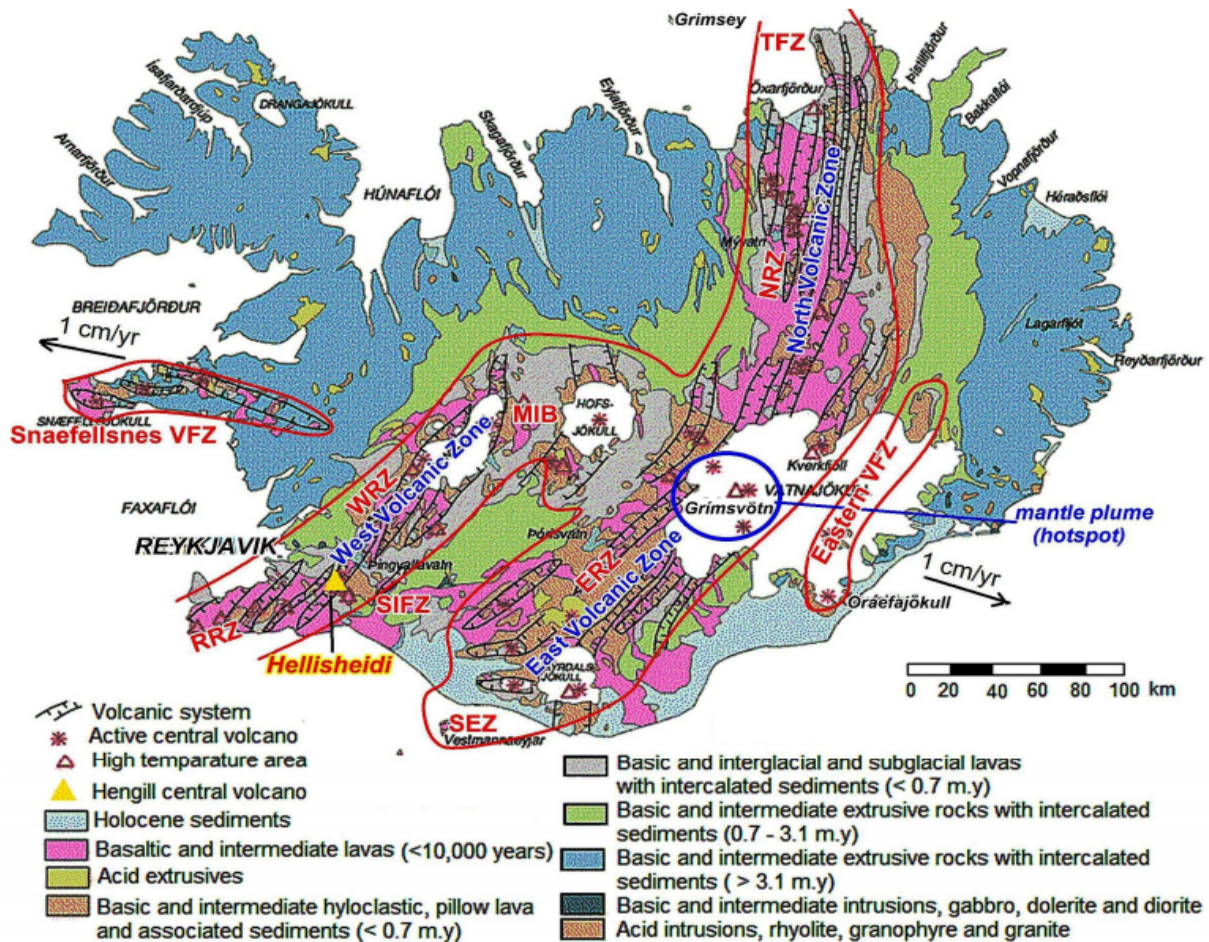 Grimsey
TFZ
Ísafjarðardjúp
DRANGAJÖKULL
Arnarfjörður
Skagafjörður
Eyjafjörður
Öxarfjörður
Þistilfjörður
Bakkaflói
Vopnafjörður
HÚNAFLÓI
Héraðsflói
Mývatn
NRZ
North Volcanic Zone
BREIÐAFJÖRÐUR
1 cm/yr
Lagarfljót
Reyðarfjörður
Snaefellsnes VFZ
MIB
HOFS-
JÖKULL
WRZ
West Volcanic Zone
Kverkfjöll
Grímsvötn
Eastern VFZ
mantle plume
(hotspot)
FAXAFLÓI
REYKJAVIK
Þórisvatn
Þingvallavatn
ERZ
East Volcanic Zone
SIFZ
RRZ
1 cm/yr
Oräefajökull
Hellisheidi
SEZ
Vestmannaeyjar
0 20 40 60 80 100 km
Volcanic system
Active central volcano
High temparature area
Hengill central volcano
Holocene sediments
Basaltic and intermediate lavas (<10,000 years)
Acid extrusives
Basic and intermediate hyloclastic, pillow lava
and associated sediments (< 0.7 m.y)
Basic and interglacial and subglacial lavas
with intercalated sediments (< 0.7 m.y)
Basic and intermediate extrusive rocks with intercalated
sediments (0.7 - 3.1 m.y)
Basic and intermediate extrusive rocks with intercalated
sediments ( > 3.1 m.y)
Basic and intermediate intrusions, gabbro, dolerite and diorite
Acid intrusions, rhyolite, granophyre and granite